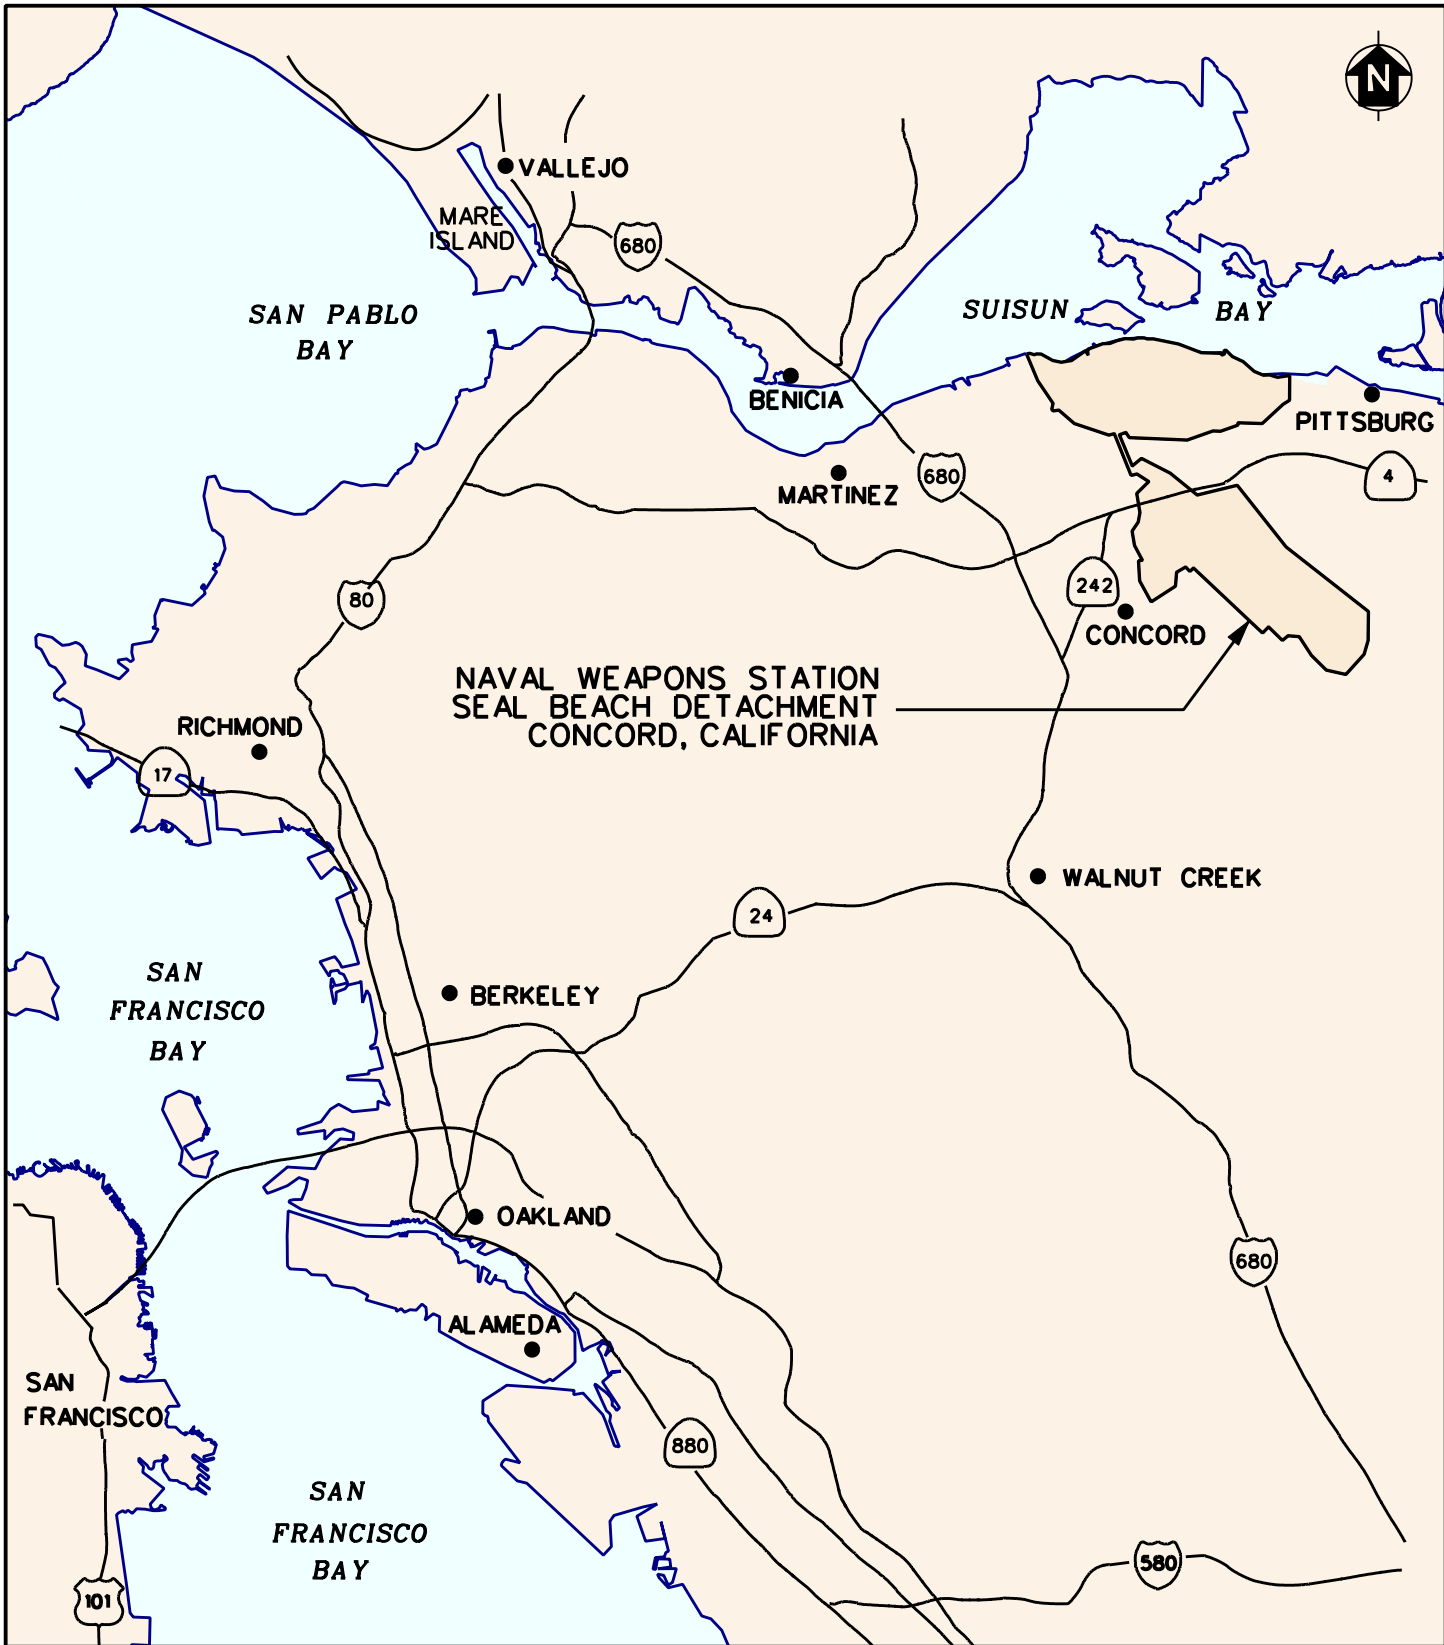 N
VALLEJO
MARE
ISLAND
680
SAN PABLO
BAY
SUISUN BAY
BENICIA
PITTSBURG
MARTINEZ
680
4
80
242
CONCORD
NAVAL WEAPONS STATION
SEAL BEACH DETACHMENT
CONCORD, CALIFORNIA
RICHMOND
17
WALNUT CREEK
24
SAN
FRANCISCO
BAY
BERKELEY
OAKLAND
680
ALAMEDA
SAN
FRANCISCO
880
SAN
FRANCISCO
BAY
580
101